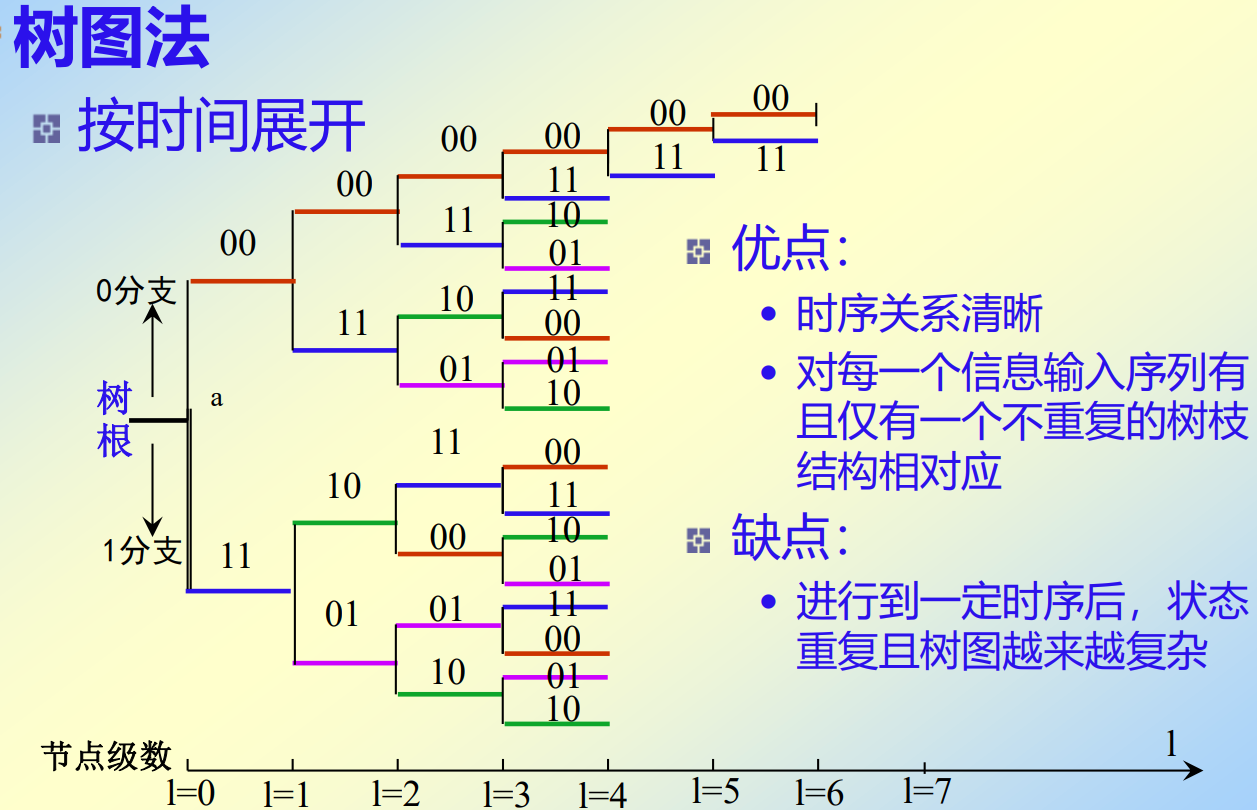 树图法
按时间展开
00
00
00
00
00
00
11
11
11
10
01
11
00
01
10
11
10
01
0分支
树根
a
1分支
11
10
01
11
00
01
10
00
11
10
01
11
00
01
10
11
优点：
时序关系清晰
对每一个信息输入序列有
且仅有一个不重复的树枝
结构相对应
缺点：
进行到一定时序后，状态
重复且树图越来越复杂
节点级数
l=0 l=1 l=2 l=3 l=4 l=5 l=6 l=7
l